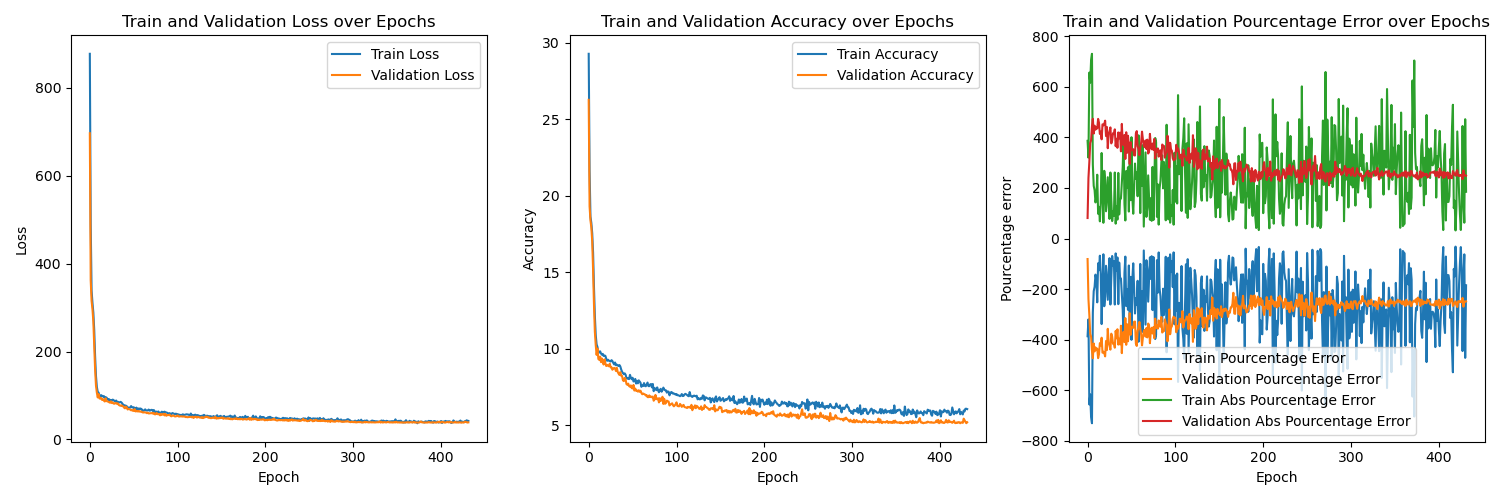 Train and Validation Loss over Epochs
Train Loss
Validation Loss
800
600
400
200
0
0 100 200 300 400
Loss
Epoch
Train and Validation Accuracy over Epochs
Train Accuracy
Validation Accuracy
30
25
20
15
10
5
0 100 200 300 400
Accuracy
Epoch
Train and Validation Pourcentage Error over Epochs
800
600
400
200
0
−200
−400
−600
−800
Train Pourcentage Error
Validation Pourcentage Error
Train Abs Pourcentage Error
Validation Abs Pourcentage Error
0 100 200 300 400
Pourcentage error
Epoch